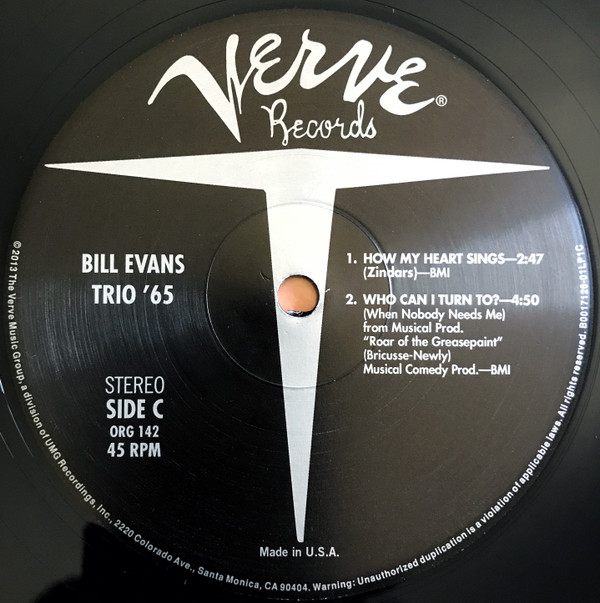 VERVE®
Records
BILL EVANS
TRIO '65
1. HOW MY HEART SINGS—2:47
(Zindars)—BMI
2. WHO CAN I TURN TO?—4:50
(When Nobody Needs Me)
from Musical Prod.
“Roar of the Greasepaint”
(Bricusse-Newly)
Musical Comedy Prod.—BMI
STEREO
SIDE C
ORG 142
45 RPM
Made in U.S.A.
© 2013 The Verve Music Group, a division of UMG Recordings, Inc., 2220 Colorado Ave., Santa Monica, CA 90404. Warning: Unauthorized duplication is a violation of applicable laws. All rights reserved. B0017126-01LP1C